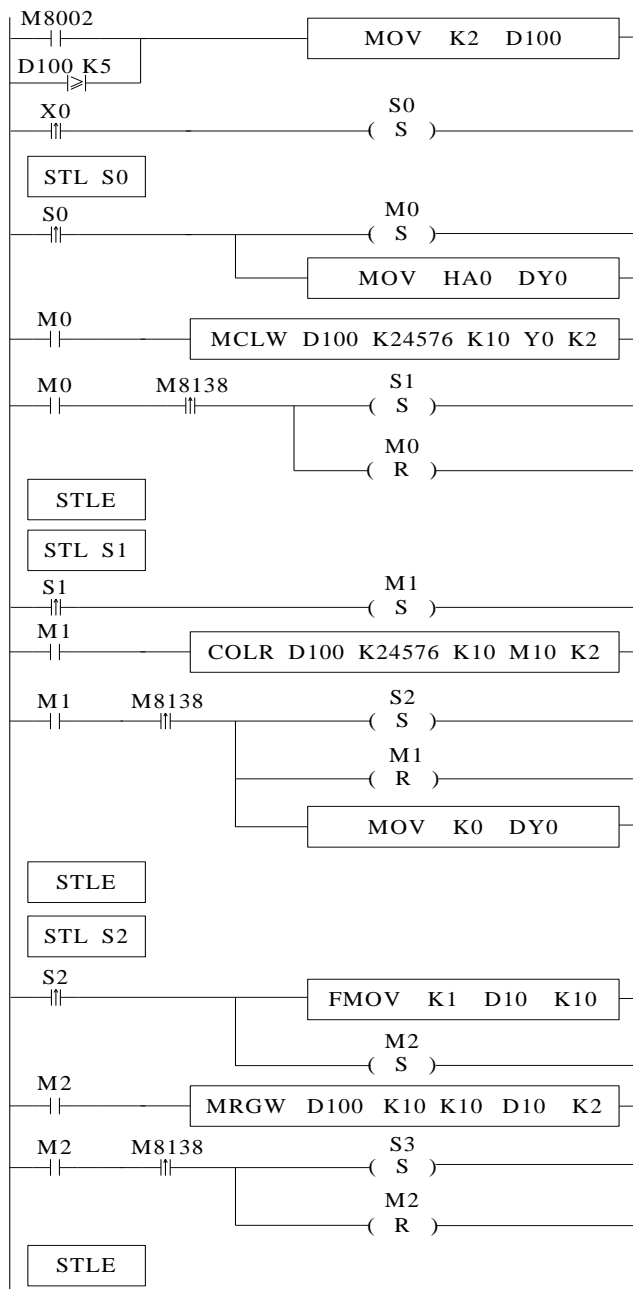 M8002
MOV K2 D100
D100 K5
≥
X0
S0
( S )
STL S0
S0
M0
( S )
MOV HA0 DY0
M0
MCLW D100 K24576 K10 Y0 K2
M0 M8138
S1
( S )
M0
( R )
STLE
STL S1
S1
M1
( S )
M1
COLR D100 K24576 K10 M10 K2
M1 M8138
S2
( S )
M1
( R )
MOV K0 DY0
STLE
STL S2
S2
FMOV K1 D10 K10
M2
( S )
M2
MRGW D100 K10 K10 D10 K2
M2 M8138
S3
( S )
M2
( R )
STLE